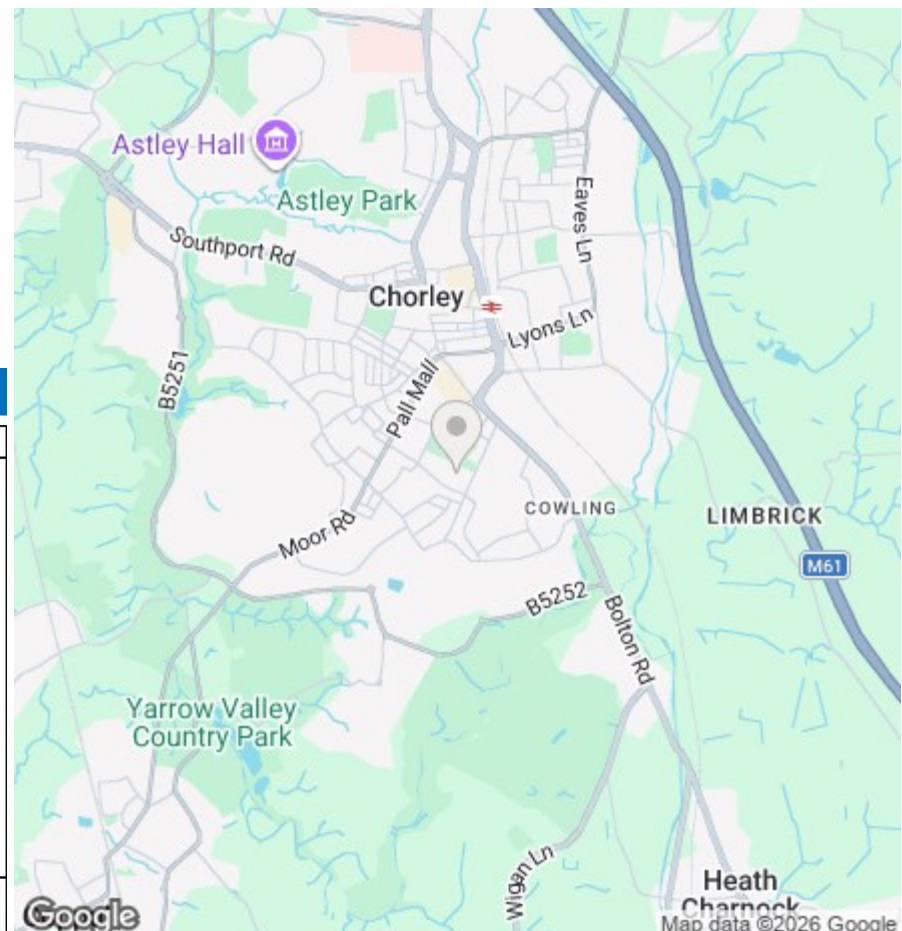 Astley Hall
Astley Park
Southport Rd
Eaves Ln
Chorley
Lyons Ln
B5251
Pall Mall
COWLING
LIMBRICK
Moor Rd
M61
B5252
Bolton Rd
Yarrow Valley
Country Park
Wigan Ln
Heath
Charnock
Google
Map data ©2026 Google